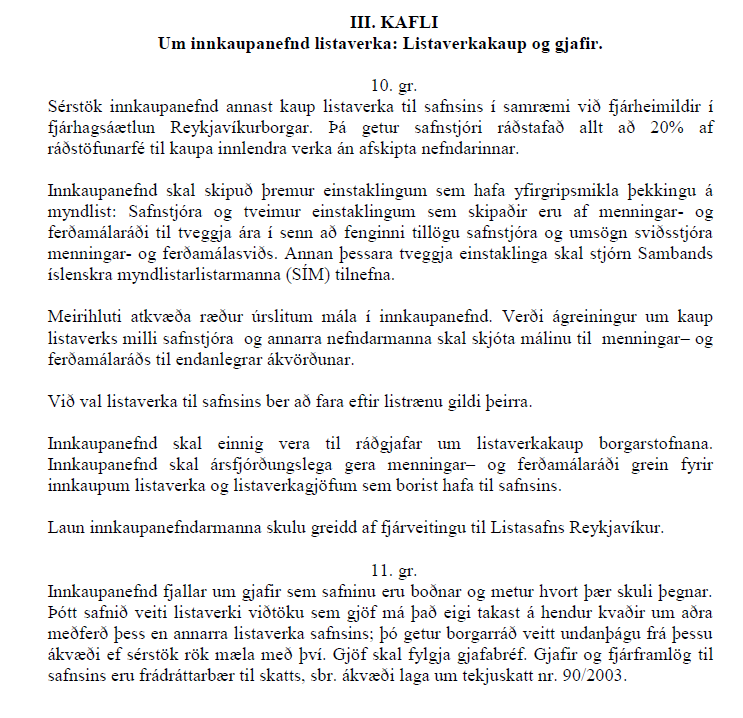 III. KAFLI
Um innkaupanefnd listaverka: Listaverkakaup og gjafir.
10. gr.
Sérstök innkaupanefnd annast kaup listaverka til safnsins í samræmi við fjárheimildir í
fjárhagsáætlun Reykjavíkurborgar. Þá getur safnstjóri ráðstafað allt að 20% af
ráðstöfunarfé til kaupa innlendra verka án afskipta nefndarinnar.
Innkaupanefnd skal skipuð þremur einstaklingum sem hafa yfirgripsmikla þekkingu á
myndlist: Safnstjóra og tveimur einstaklingum sem skipaðir eru af menningar- og
ferðamálaráði til tveggja ára í senn að fenginni tillögu safnstjóra og umsögn sviðsstjóra
menningar- og ferðamálasviðs. Annan þessara tveggja einstaklinga skal stjórn Sambands
íslenskra myndlistarlistarmanna (SÍM) tilnefna.
Meirihluti atkvæða ræður úrslitum mála í innkaupanefnd. Verði ágreiningur um kaup
listaverks milli safnstjóra og annarra nefndarmanna skal skjóta málinu til menningar– og
ferðamálaráðs til endanlegrar ákvörðunar.
Við val listaverka til safnsins ber að fara eftir listrænu gildi þeirra.
Innkaupanefnd skal einnig vera til ráðgjafar um listaverkakaup borgarstofnana.
Innkaupanefnd skal ársfjórðungslega gera menningar– og ferðamálaráði grein fyrir
innkaupum listaverka og listaverkagjöfum sem borist hafa til safnsins.
Laun innkaupanefndarmanna skulu greidd af fjárveitingu til Listasafns Reykjavíkur.
11. gr.
Innkaupanefnd fjallar um gjafir sem safninu eru boðnar og metur hvort þær skuli þegnar.
Þótt safnið veiti listaverki viðtöku sem gjöf má það eigi takast á hendur kvaðir um aðra
meðferð þess en annarra listaverka safnsins; þó getur borgarráð veitt undanþágu frá þessu
ákvæði ef sérstök rök mæla með því. Gjöf skal fylgja gjafabréf. Gjafir og fjárframlög til
safnsins eru frádráttarbær til skatts, sbr. ákvæði laga um tekjuskatt nr. 90/2003.